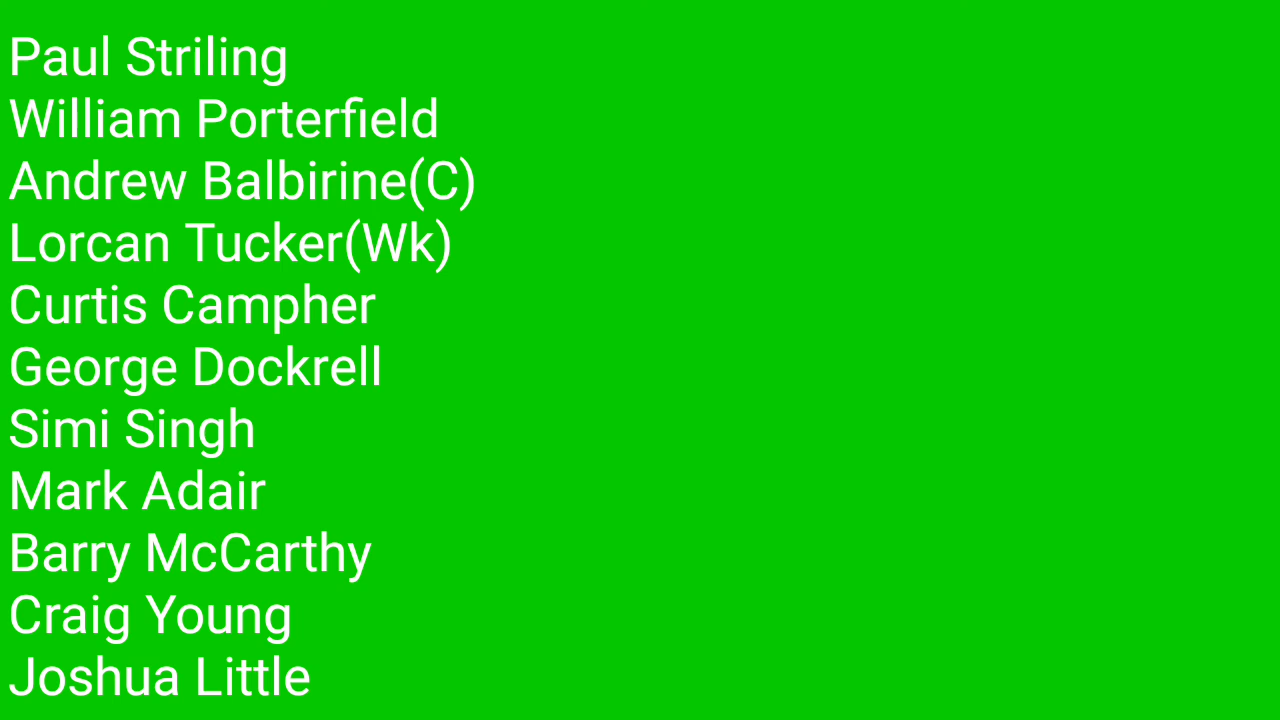 Paul Striling
William Porterfield
Andrew Balbirine(C)
Lorcan Tucker(Wk)
Curtis Campher
George Dockrell
Simi Singh
Mark Adair
Barry McCarthy
Craig Young
Joshua Little